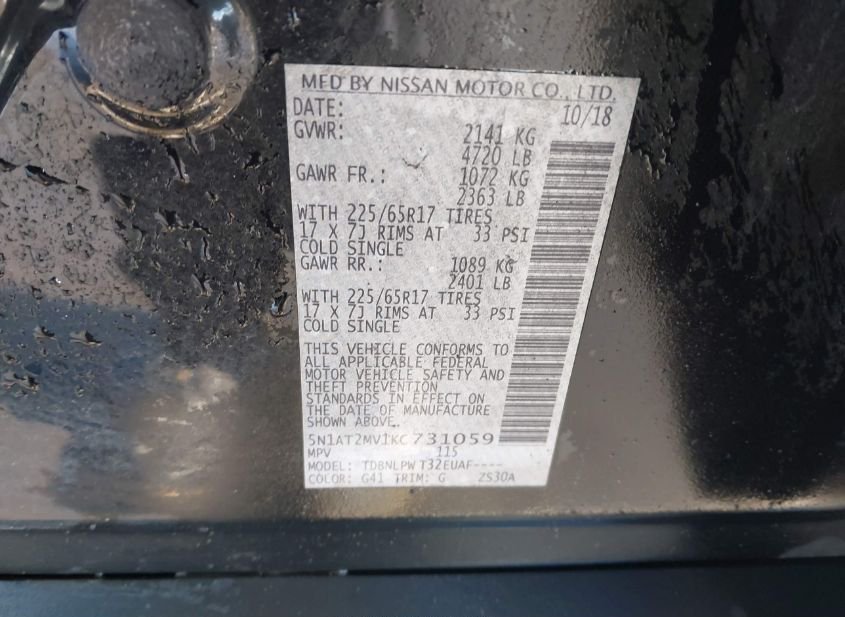 MFD BY NISSAN MOTOR CO., LTD.
DATE: 10/18
GVWR: 2141 KG
4720 LB
GAWR FR.: 1072 KG
2363 LB
WITH 225/65R17 TIRES
17 X 7J RIMS AT 33 PSI
COLD SINGLE
GAWR RR.: 1089 KG
2401 LB
WITH 225/65R17 TIRES
17 X 7J RIMS AT 33 PSI
COLD SINGLE
THIS VEHICLE CONFORMS TO
ALL APPLICABLE FEDERAL
MOTOR VEHICLE SAFETY AND
THEFT PREVENTION
STANDARDS IN EFFECT ON
THE DATE OF MANUFACTURE
SHOWN ABOVE.
5N1AT2MV1KC731059
MPV 115
MODEL: TDBNLPW T32EUAF----
COLOR: G41 TRIM: G ZS30A